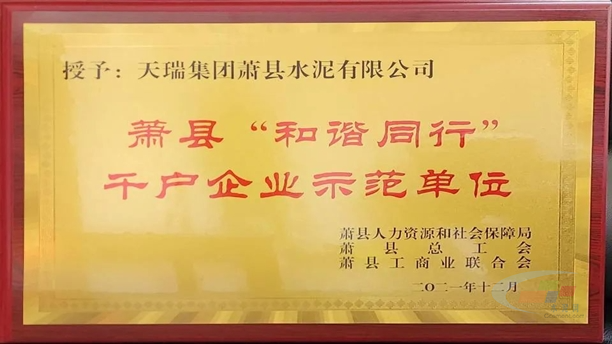 授予：天瑞集团萧县水泥有限公司
萧县“和谐同行”
千户企业示范单位
萧县人力资源和社会保障局
萧县总工会
萧县工商业联合会
二〇二一年十二月